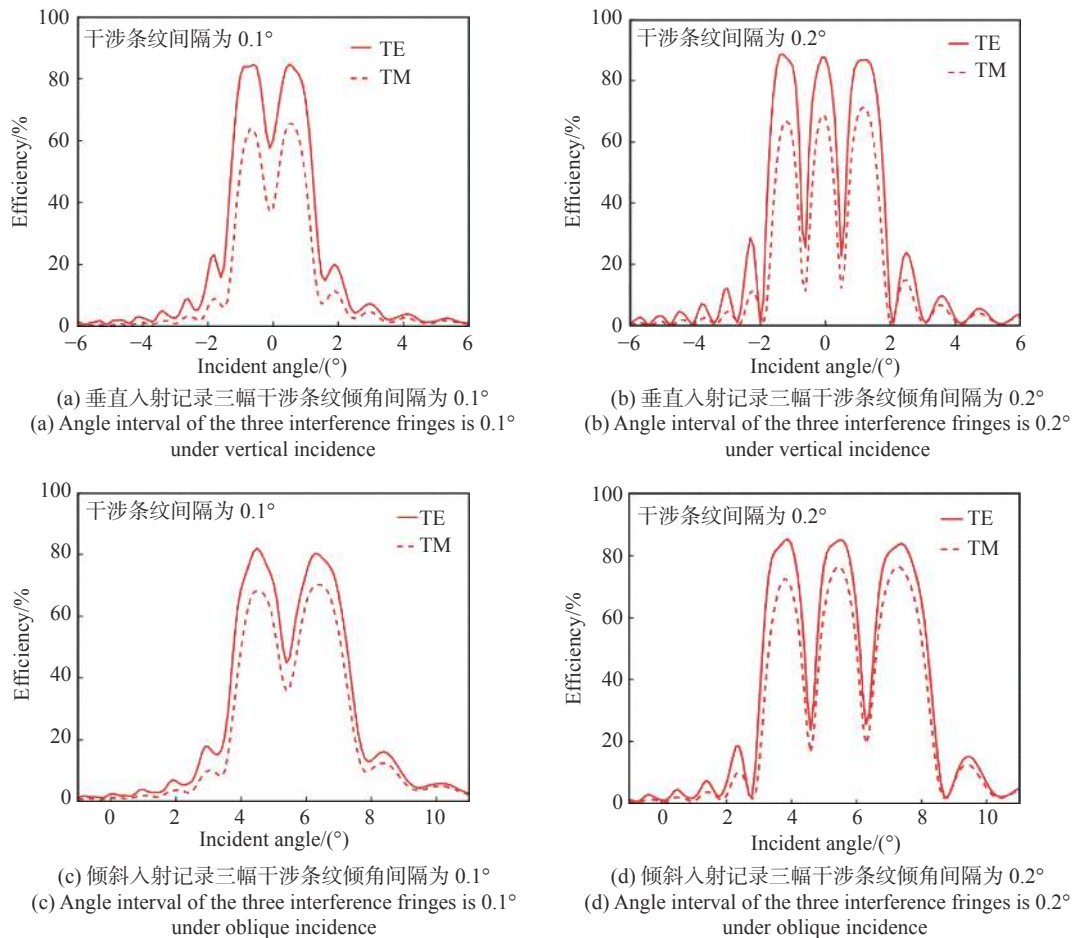 干涉条纹间隔为 0.1°
TE
TM
100
80
60
40
20
0
Efficiency/%
−6
−4
−2
0
2
4
6
Incident angle/(°)
(a) 垂直入射记录三幅干涉条纹倾角间隔为 0.1°
(a) Angle interval of the three interference fringes is 0.1°
under vertical incidence
干涉条纹间隔为 0.2°
TE
TM
100
80
60
40
20
0
Efficiency/%
−6
−4
−2
0
2
4
6
Incident angle/(°)
(b) 垂直入射记录三幅干涉条纹倾角间隔为 0.2°
(b) Angle interval of the three interference fringes is 0.2°
under vertical incidence
干涉条纹间隔为 0.1°
TE
TM
100
80
60
40
20
0
Efficiency/%
0
2
4
6
8
10
Incident angle/(°)
(c) 倾斜入射记录三幅干涉条纹倾角间隔为 0.1°
(c) Angle interval of the three interference fringes is 0.1°
under oblique incidence
干涉条纹间隔为 0.2°
TE
TM
100
80
60
40
20
0
Efficiency/%
0
2
4
6
8
10
Incident angle/(°)
(d) 倾斜入射记录三幅干涉条纹倾角间隔为 0.2°
(d) Angle interval of the three interference fringes is 0.2°
under oblique incidence